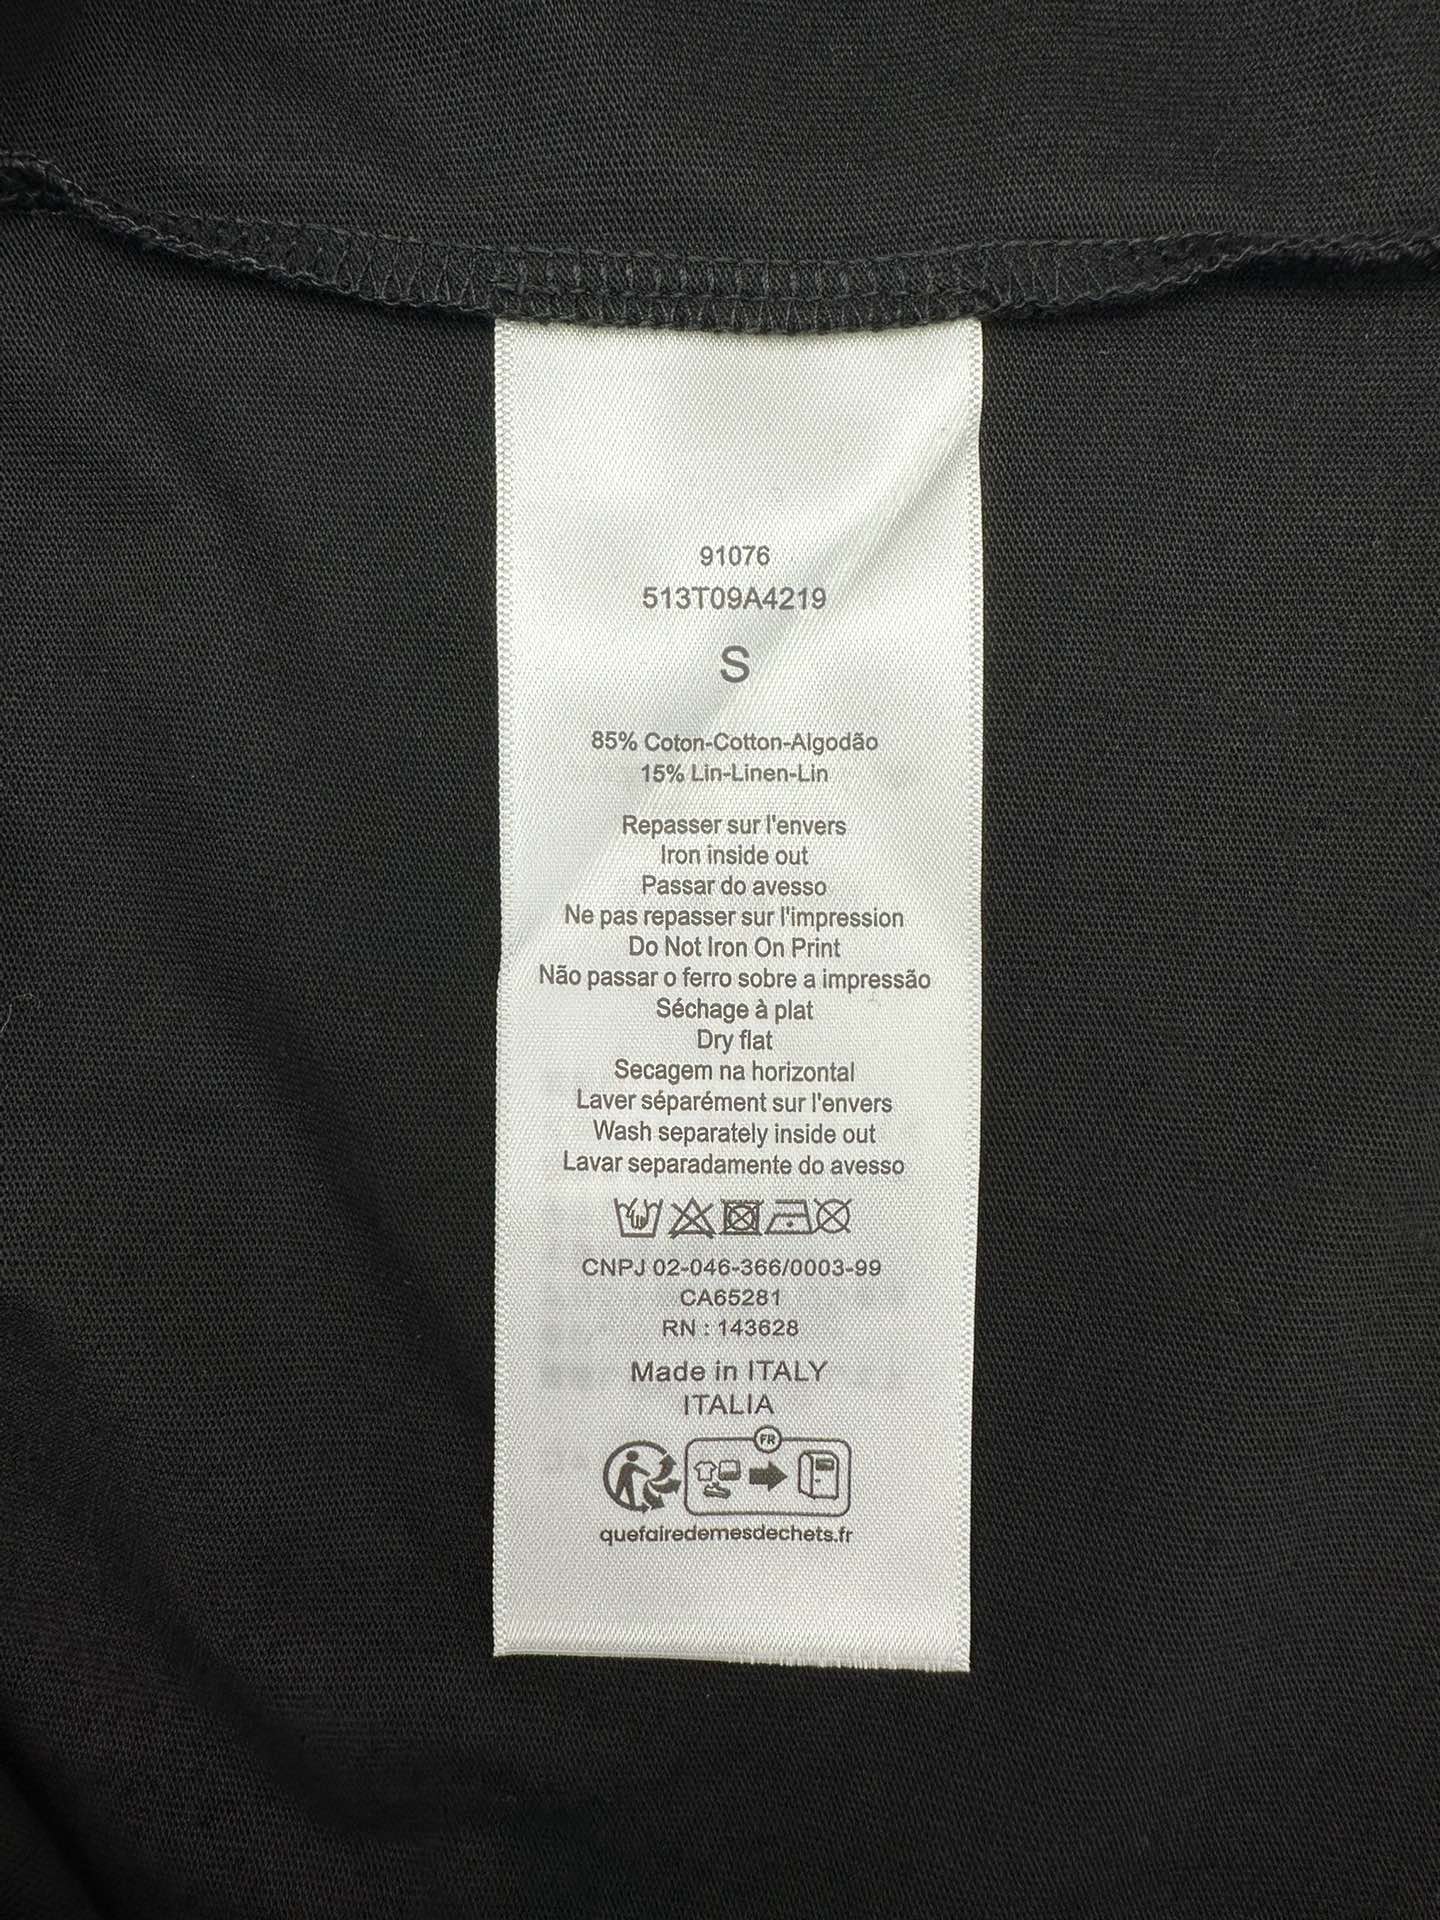 91076
513T09A4219
S
85% Coton-Cotton-Algodão
15% Lin-Linen-Lin
Repasser sur l'envers
Iron inside out
Passar do avesso
Ne pas repasser sur l'impression
Do Not Iron On Print
Não passar o ferro sobre a impressão
Séchage à plat
Dry flat
Secagem na horizontal
Laver séparément sur l'envers
Wash separately inside out
Lavar separadamente do avesso
CNPJ 02-046-366/0003-99
CA65281
RN : 143628
Made in ITALY
ITALIA
FR
quefairedemesdechets.fr